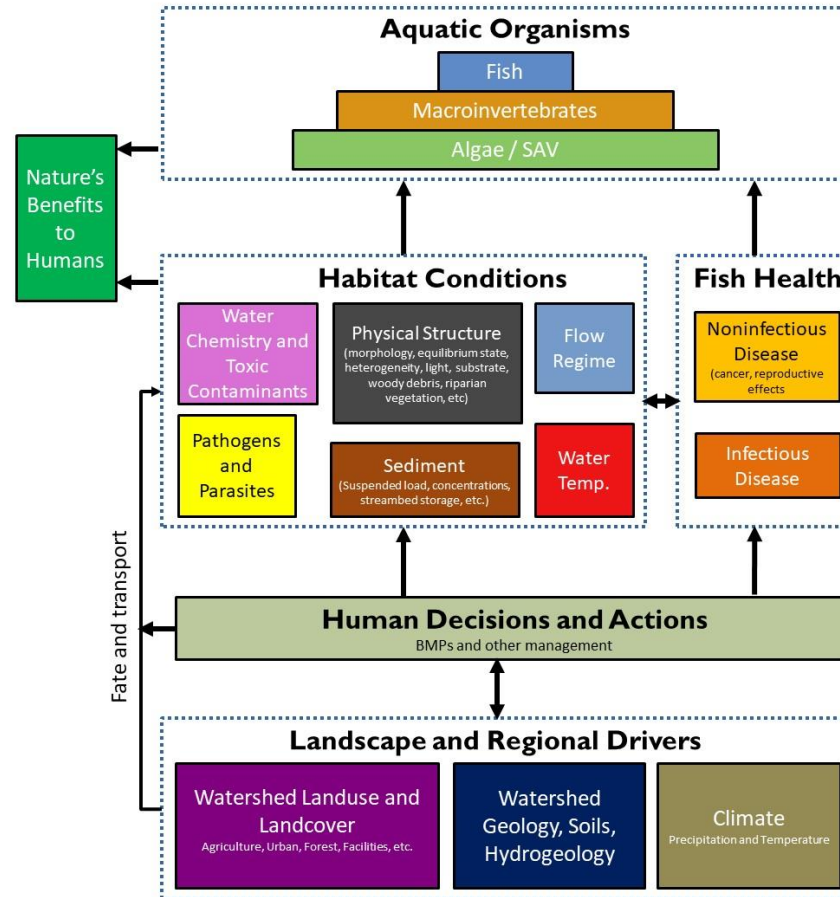 Aquatic Organisms
Fish
Macroinvertebrates
Algae / SAV
Nature's
Benefits
to
Humans
Habitat Conditions
Water
Chemistry and
Toxic
Contaminants
Physical Structure
(morphology, equilibrium state,
heterogeneity, light, substrate,
woody debris, riparian
vegetation, etc)
Flow
Regime
Pathogens
and
Parasites
Sediment
(Suspended load, concentrations,
streambed storage, etc.)
Water
Temp.
Fish Health
Noninfectious
Disease
(cancer, reproductive
effects
Infectious
Disease
Fate and transport
Human Decisions and Actions
BMPs and other management
Landscape and Regional Drivers
Watershed Landuse and
Landcover
Agriculture, Urban, Forest, Facilities, etc.
Watershed
Geology, Soils,
Hydrogeology
Climate
Precipitation and Temperature